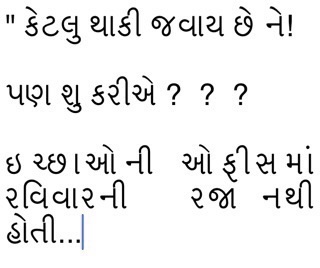 " કેટલુ થાકી જવાય છે ને!
પણ શુ કરીએ ? ? ?
ઇચ્છાઓની ઓફીસમાં
રવિવારની રજા નથી
હોતી...